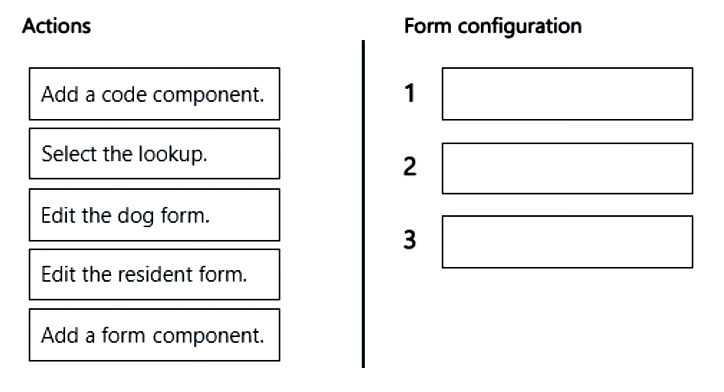 Actions
Add a code component.
Select the lookup.
Edit the dog form.
Edit the resident form.
Add a form component.
Form configuration
1
2
3